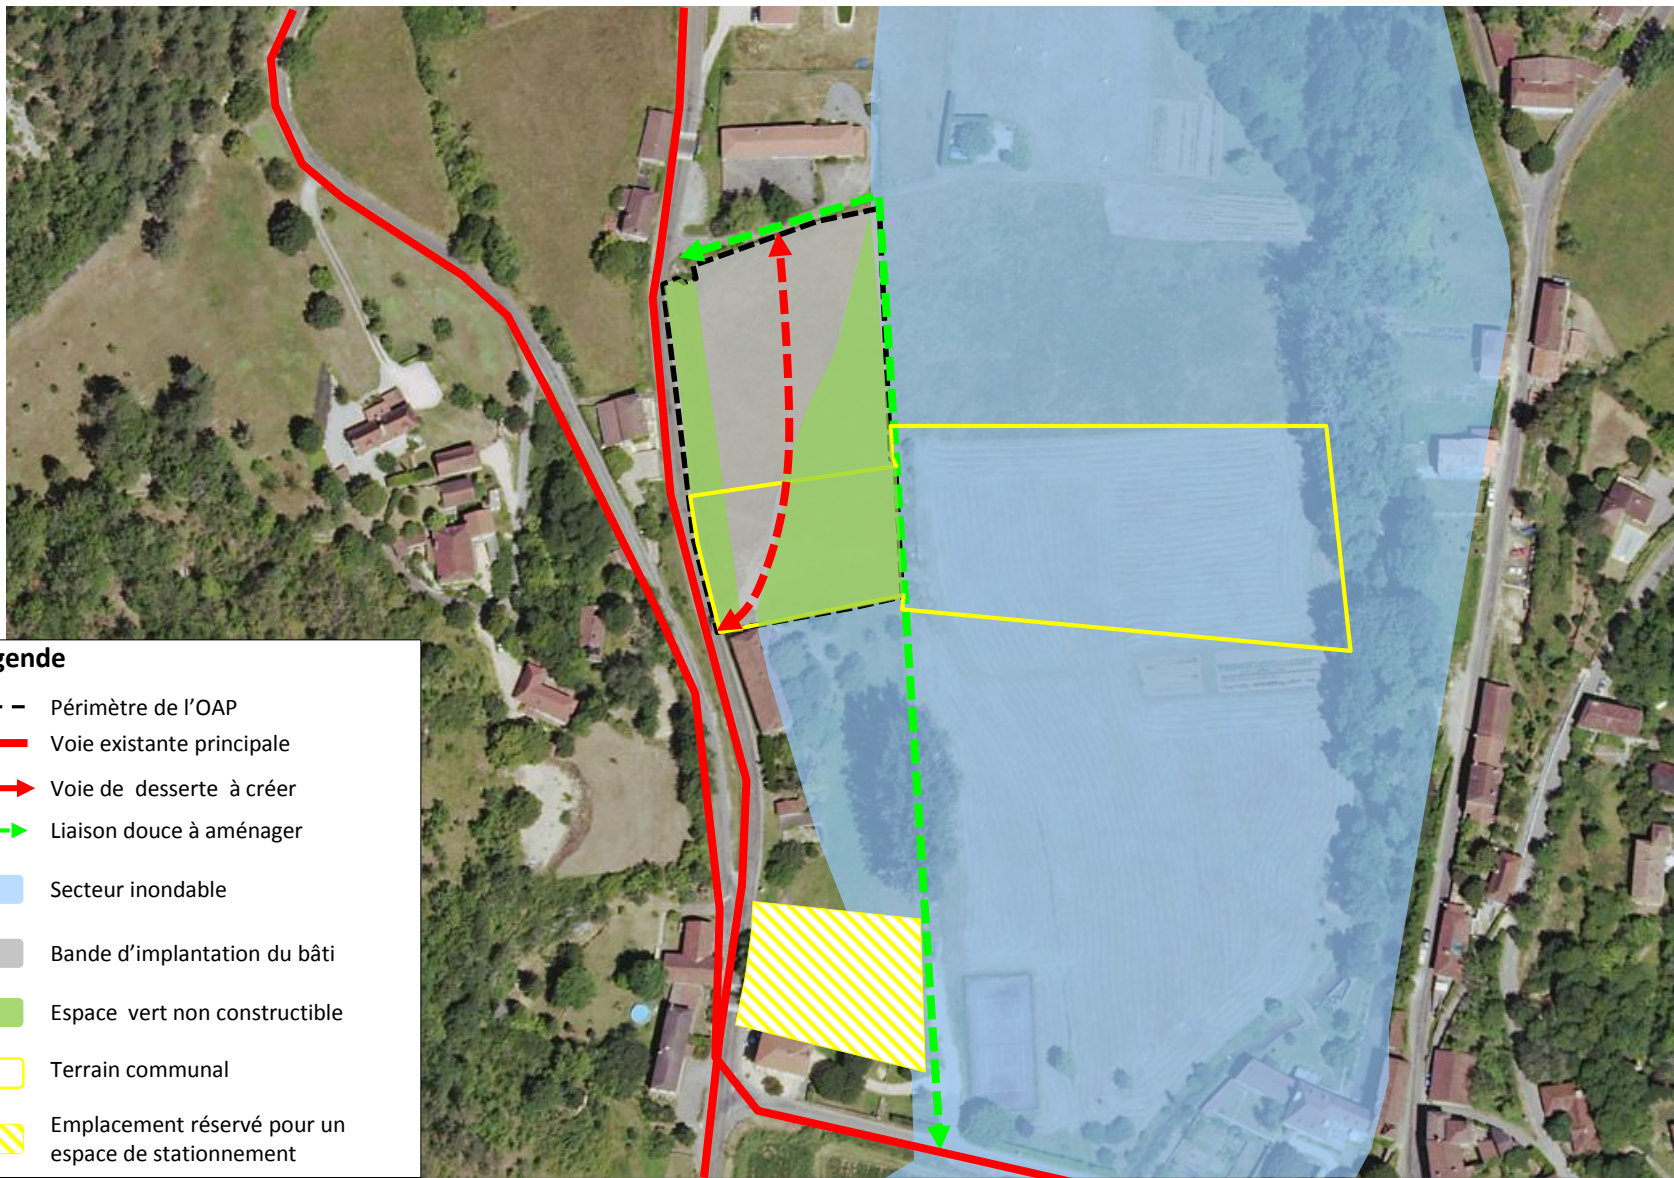 gende
Périmètre de l’OAP
Voie existante principale
Voie de desserte à créer
Liaison douce à aménager
Secteur inondable
Bande d’implantation du bâti
Espace vert non constructible
Terrain communal
Emplacement réservé pour un
espace de stationnement